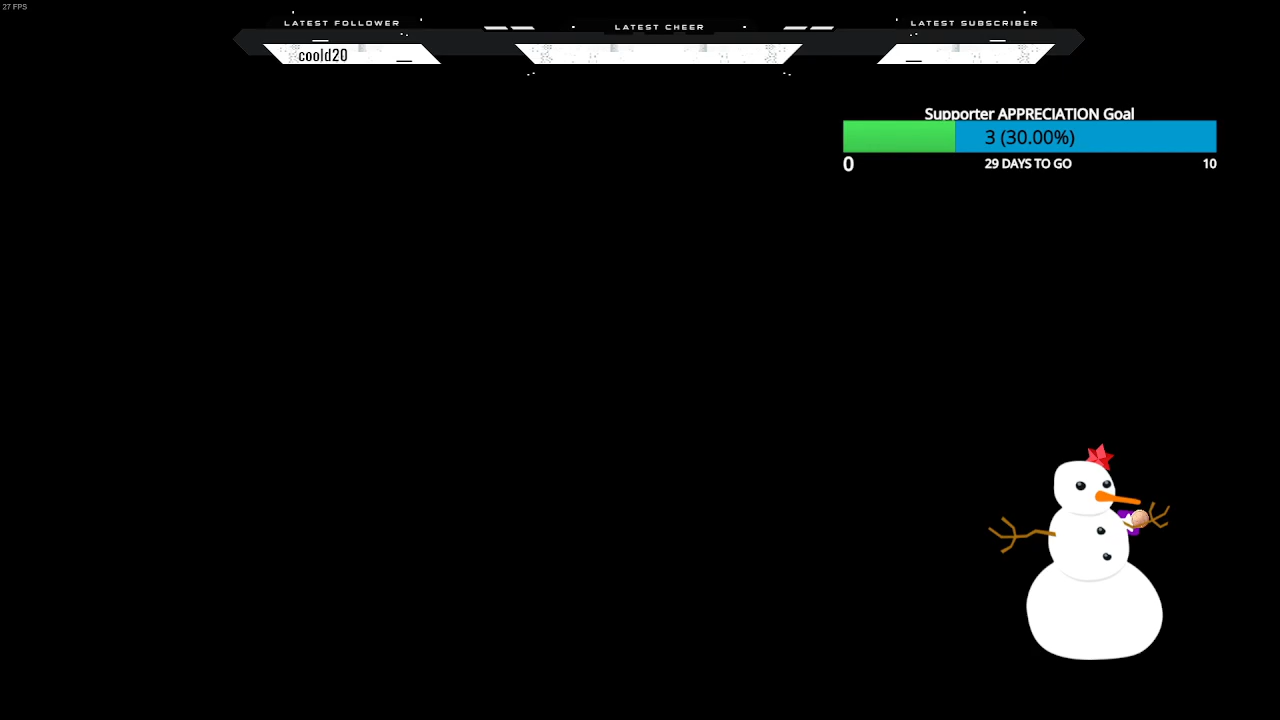 27 FPS
LATEST FOLLOWER
LATEST CHEER
LATEST SUBSCRIBER
coold20
Supporter APPRECIATION Goal
3 (30.00%)
0
29 DAYS TO GO
10